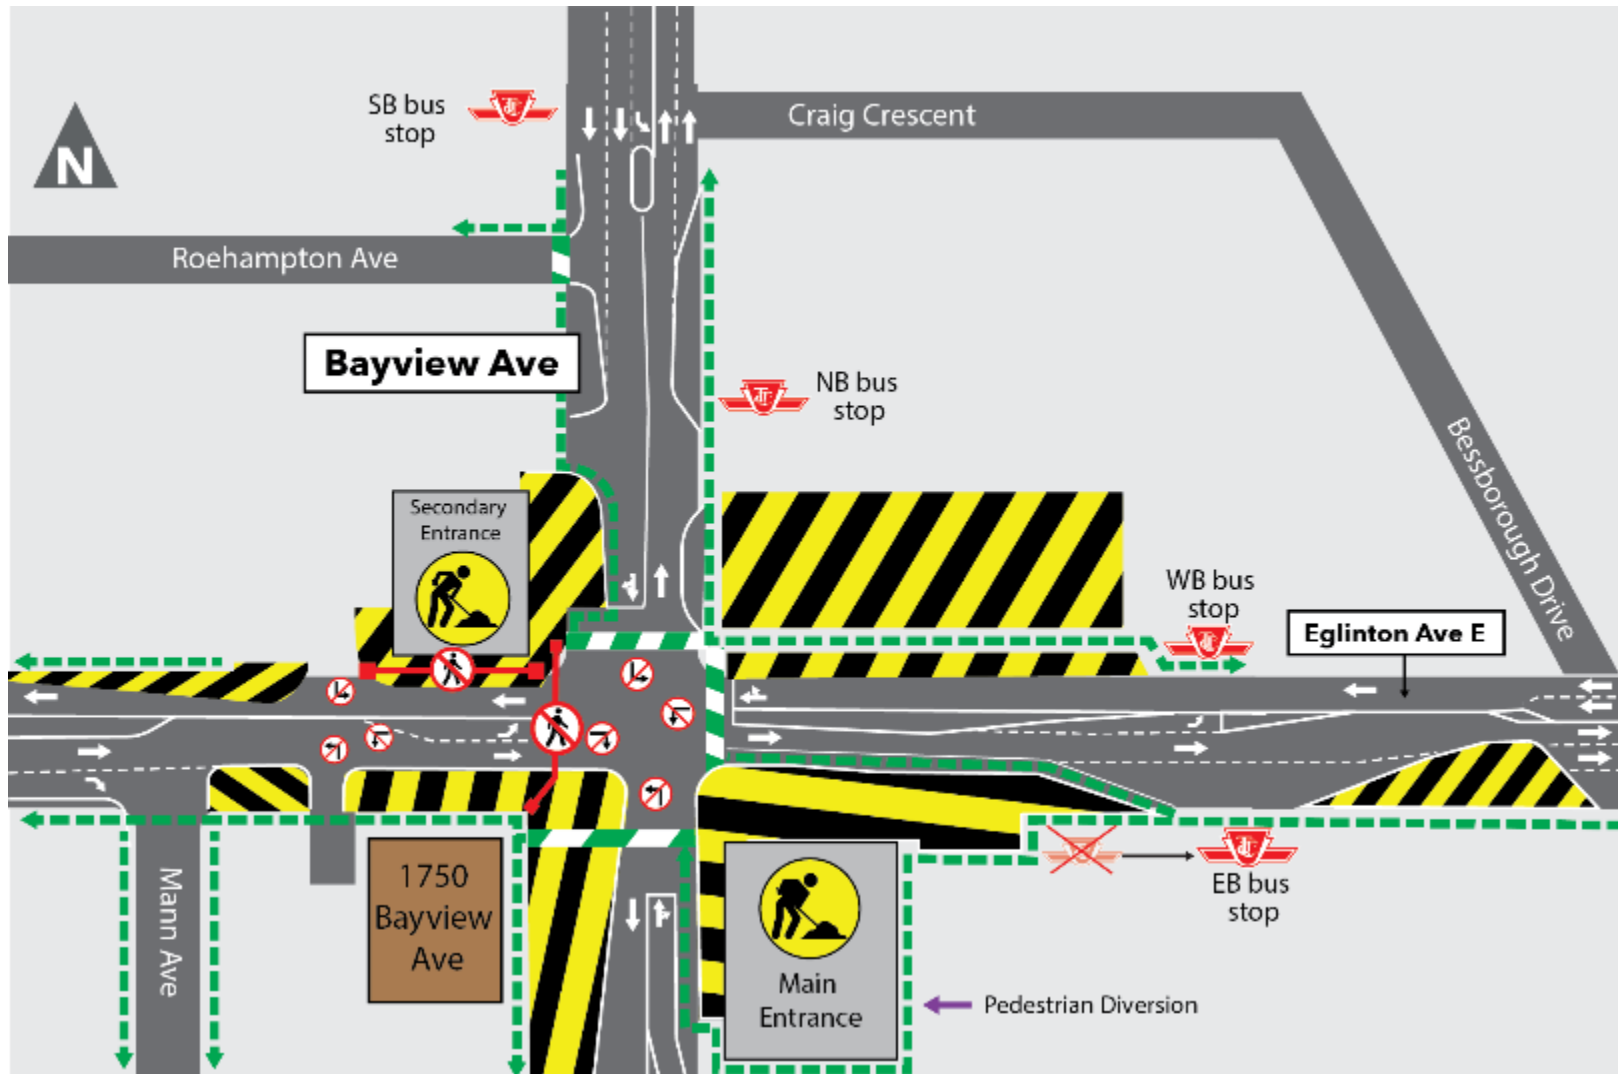 SB bus
stop
Craig Crescent
N
Roehampton Ave
Bayview Ave
NB bus
stop
Bessborough Drive
Secondary
Entrance
WB bus
stop
Eglinton Ave E
1750
Bayview
Ave
Mann Ave
EB bus
stop
Main
Entrance
Pedestrian Diversion